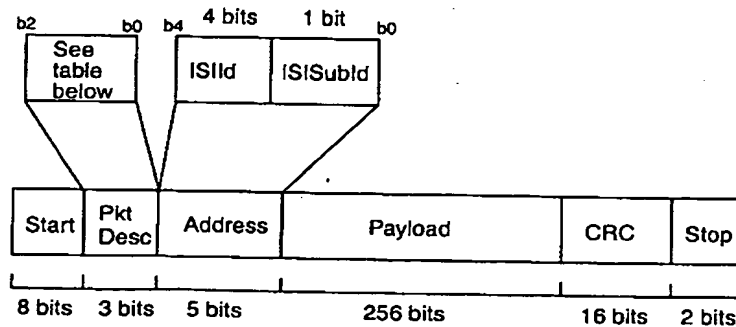 4 bits 1 bit
b2 b0 b4 b0
See table below
ISIId ISISubId
Start Pkt Desc Address Payload CRC Stop
8 bits 3 bits 5 bits 256 bits 16 bits 2 bits